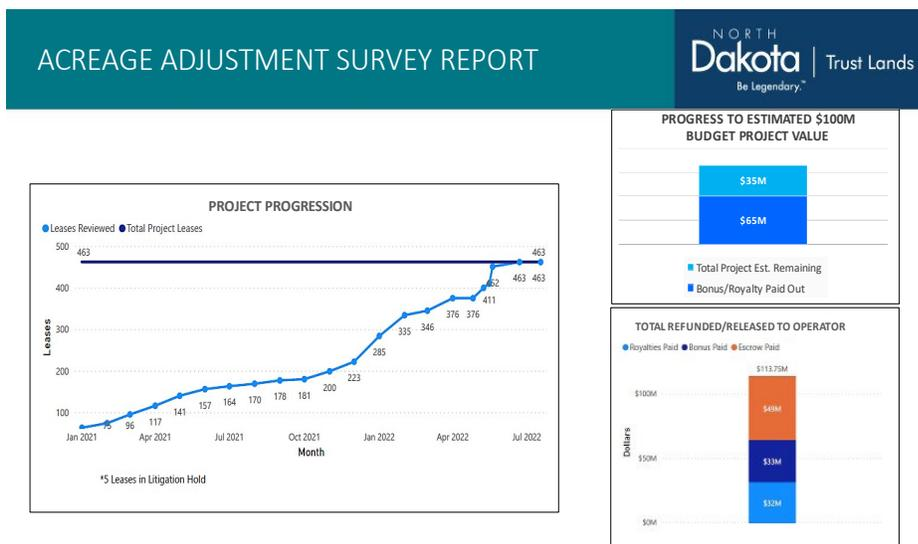 ACREAGE ADJUSTMENT SURVEY REPORT
NORTH
Dakota | Trust Lands
Be Legendary.™
PROGRESS TO ESTIMATED $100M
BUDGET PROJECT VALUE
$35M
$65M
Total Project Est. Remaining
Bonus/Royalty Paid Out
PROJECT PROGRESSION
Leases Reviewed Total Project Leases
500
463 463
400
300
200
100
Leases
75 96 117 141 157 164 170 178 181 200 223 285 335 346 376 376 411 452 463 463
Jan 2021 Apr 2021 Jul 2021 Oct 2021 Jan 2022 Apr 2022 Jul 2022
Month
*5 Leases in Litigation Hold
TOTAL REFUNDED/RELEASED TO OPERATOR
Royalties Paid Bonus Paid Escrow Paid
$113.75M
$100M
$49M
Dollars
$50M
$33M
$32M
$0M